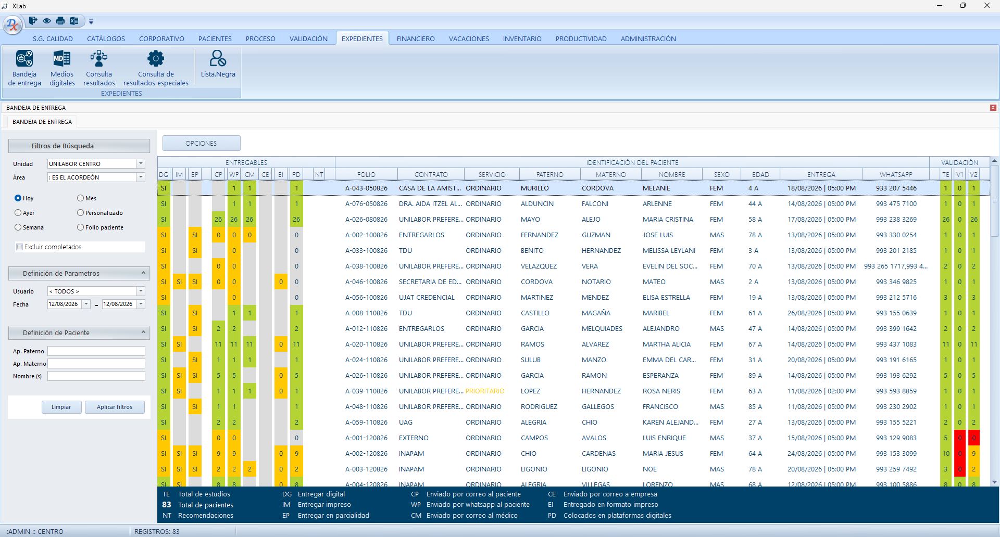 XLab
S.G. CALIDAD CATÁLOGOS CORPORATIVO PACIENTES PROCESO VALIDACIÓN EXPEDIENTES FINANCIERO VACACIONES INVENTARIO PRODUCTIVIDAD ADMINISTRACIÓN
Bandeja de entrega
Medios digitales
Consulta resultados
Consulta de resultados especiales
Lista.Negra
EXPEDIENTES
BANDEJA DE ENTREGA
BANDEJA DE ENTREGA
Filtros de Búsqueda
Unidad UNILABOR CENTRO
Área : ES EL ACORDEÓN
Hoy Mes
Ayer Personalizado
Semana Folio paciente
Excluir completados
Definición de Parametros
Usuario < TODOS >
Fecha 12/08/2026 - 12/08/2026
Definición de Paciente
Ap. Paterno
Ap. Materno
Nombre (s)
Limpiar Aplicar filtros
OPCIONES
ENTREGABLES IDENTIFICACIÓN DEL PACIENTE VALIDACIÓN
DG IM EP CP WP CM CE EI PD NT FOLIO CONTRATO SERVICIO PATERNO MATERNO NOMBRE SEXO EDAD ENTREGA WHATSAPP TE V1 V2
SI 1 1 1 A-043-050826 CASA DE LA AMIST... ORDINARIO MURILLO CORDOVA MELANIE FEM 4 A 18/08/2026 | 05:00 PM 933 207 5446 1 0 1
SI 1 1 1 A-076-050826 DRA. AIDA ITZEL AL... ORDINARIO ALDUNCIN FALCONI ARLENNE FEM 44 A 14/08/2026 | 05:00 PM 993 475 7100 1 0 1
SI 26 26 26 26 A-026-080826 UNILABOR PREFERE... ORDINARIO MAYO ALEJO MARIA CRISTINA FEM 58 A 17/08/2026 | 05:00 PM 993 238 3269 26 0 26
SI SI 0 0 0 0 A-002-100826 ENTREGARLOS ORDINARIO FERNANDEZ GUZMAN JOSE LUIS MAS 78 A 13/08/2026 | 05:00 PM 993 330 0254 1 0 1
SI SI 0 0 A-033-100826 TDU ORDINARIO BENITO HERNANDEZ MELISSA LEYLANI FEM 3 A 13/08/2026 | 05:00 PM 993 201 2185 1 0 1
SI 0 0 0 A-038-100826 UNILABOR PREFERE... ORDINARIO VELAZQUEZ VERA EVELIN DEL SOC... FEM 70 A 13/08/2026 | 05:00 PM 993 265 1717,993 4... 2 0 2
SI SI SI 0 0 0 0 A-046-100826 SECRETARIA DE ED... ORDINARIO CORDOVA NOTARIO MATEO MAS 2 A 13/08/2026 | 05:00 PM 993 346 9825 1 0 1
SI 0 0 A-056-100826 UJAT CREDENCIAL ORDINARIO MARTINEZ MENDEZ ELISA ESTRELLA FEM 19 A 13/08/2026 | 05:00 PM 993 212 5716 3 0 3
SI SI 1 1 1 A-008-110826 TDU ORDINARIO CASTILLO MAGAÑA MARIBEL FEM 61 A 26/08/2026 | 05:00 PM 993 155 0639 1 0 1
SI SI 2 2 2 A-012-110826 ENTREGARLOS ORDINARIO GARCIA MELQUIADES ALEJANDRO MAS 47 A 14/08/2026 | 05:00 PM 993 399 1642 2 0 2
SI SI 11 11 11 0 11 A-020-110826 UNILABOR PREFERE... ORDINARIO RAMOS ALVAREZ MARTHA ALICIA FEM 67 A 14/08/2026 | 05:00 PM 993 437 1083 11 0 11
SI SI 1 1 1 1 A-024-110826 UNILABOR PREFERE... ORDINARIO SULUB MANZO EMMA DEL CAR... FEM 31 A 20/08/2026 | 05:00 PM 993 191 6165 1 0 1
SI SI SI 5 5 0 5 A-026-110826 UNILABOR PREFERE... ORDINARIO GARCIA RAMON ESPERANZA FEM 89 A 14/08/2026 | 05:00 PM 993 193 6292 5 0 5
SI SI 1 1 1 0 1 A-039-110826 UNILABOR PREFERE... PRIORITARIO LOPEZ HERNANDEZ ROSA NERIS FEM 63 A 11/08/2026 | 02:00 PM 993 593 8859 1 0 1
SI SI 1 1 1 A-048-110826 UNILABOR PREFERE... ORDINARIO RODRIGUEZ GALLEGOS FRANCISCO MAS 85 A 11/08/2026 | 05:00 PM 993 230 2902 1 0 1
SI 2 2 2 A-059-110826 UAG ORDINARIO ALEGRIA CHIO KAREN ALEJAND... FEM 27 A 13/08/2026 | 05:00 PM 993 155 5221 2 0 2
SI 0 0 0 A-001-120826 EXTERNO ORDINARIO CAMPOS AVALOS LUIS ENRIQUE MAS 37 A 15/08/2026 | 05:00 PM 993 129 9083 5 0 0
SI SI SI 9 9 0 9 A-002-120826 INAPAM ORDINARIO CHIO CARDENAS MARIA JESUS FEM 64 A 24/08/2026 | 05:00 PM 993 153 3099 10 0 9
SI SI SI 2 2 2 0 2 A-003-120826 INAPAM ORDINARIO LIGONIO LIGONIO NOE MAS 78 A 20/08/2026 | 05:00 PM 993 259 7492 3 0 2
SI SI 8 8 0 8 A-004-120826 INAPAM ORDINARIO ALEGRIA VILLEGAS LORENZO MAS 68 A 12/08/2026 | 05:00 PM 993 100 5886 8 0 8
TE Total de estudios DG Entregar digital CP Enviado por correo al paciente CE Enviado por correo a empresa
83 Total de pacientes IM Entregar impreso WP Enviado por whatsapp al paciente EI Entregado en formato impreso
NT Recomendaciones EP Entregar en parcialidad CM Enviado por correo al médico PD Colocados en plataformas digitales
:ADMIN :: CENTRO REGISTROS: 83